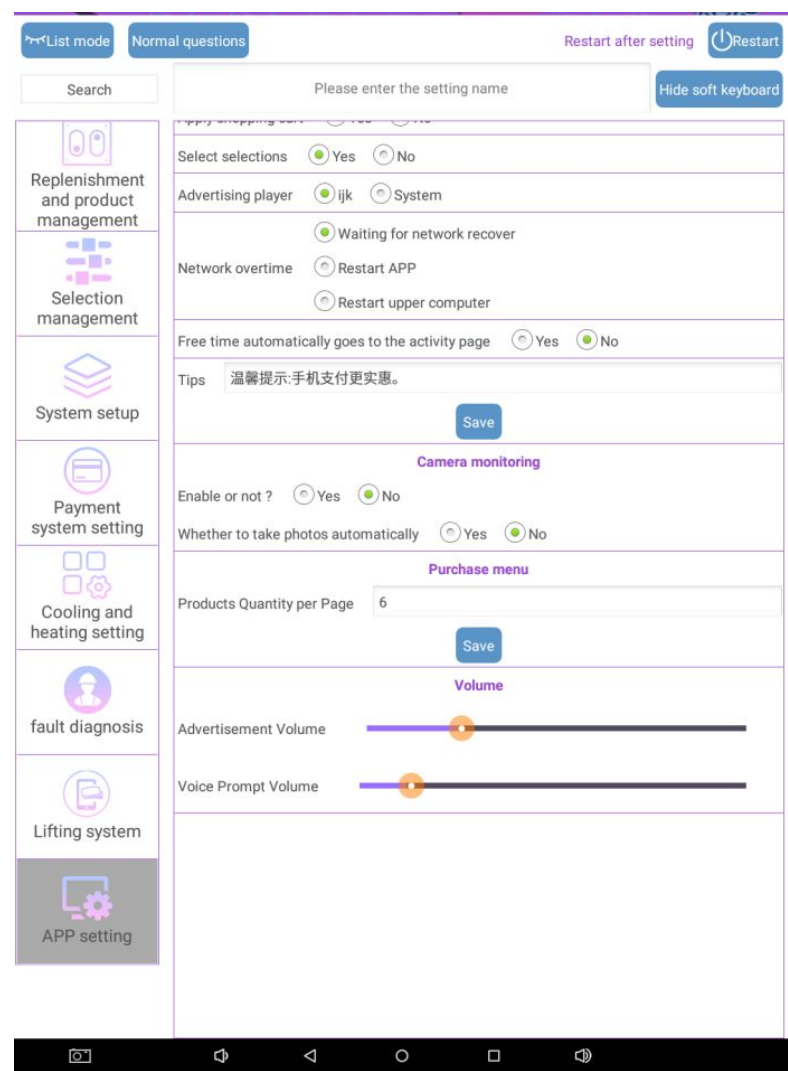 List mode
Normal questions
Restart after setting
Restart
Search
Please enter the setting name
Hide soft keyboard
Replenishment
and product
management
Selection
management
System setup
Payment
system setting
Cooling and
heating setting
fault diagnosis
Lifting system
APP setting
Select selections Yes No
Advertising player ijk System
Network overtime
Waiting for network recover
Restart APP
Restart upper computer
Free time automatically goes to the activity page Yes No
Tips 温馨提示:手机支付更实惠。
Save
Camera monitoring
Enable or not ? Yes No
Whether to take photos automatically Yes No
Purchase menu
Products Quantity per Page 6
Save
Volume
Advertisement Volume
Voice Prompt Volume